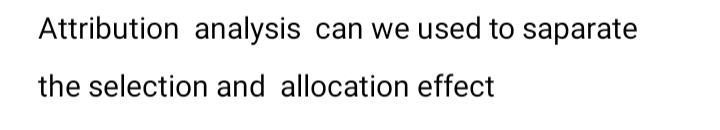 Attribution analysis can we used to saparate
the selection and allocation effect